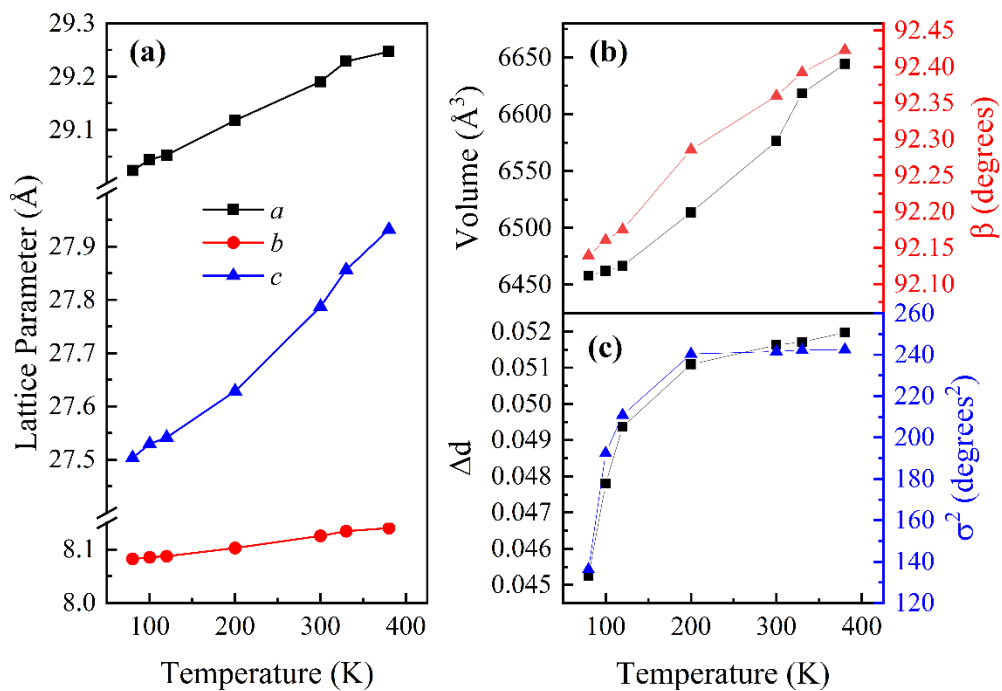 (a)
29.3
29.2
29.1
27.9
27.8
27.7
27.6
27.5
8.1
8.0
Lattice Parameter (Å)
a
b
c
100 200 300 400
Temperature (K)
(b)
6650
6600
6550
6500
6450
Volume (Å³)
92.45
92.40
92.35
92.30
92.25
92.20
92.15
92.10
β (degrees)
(c)
0.052
0.051
0.050
0.049
0.048
0.047
0.046
0.045
Δd
260
240
220
200
180
160
140
120
σ² (degrees²)
100 200 300 400
Temperature (K)